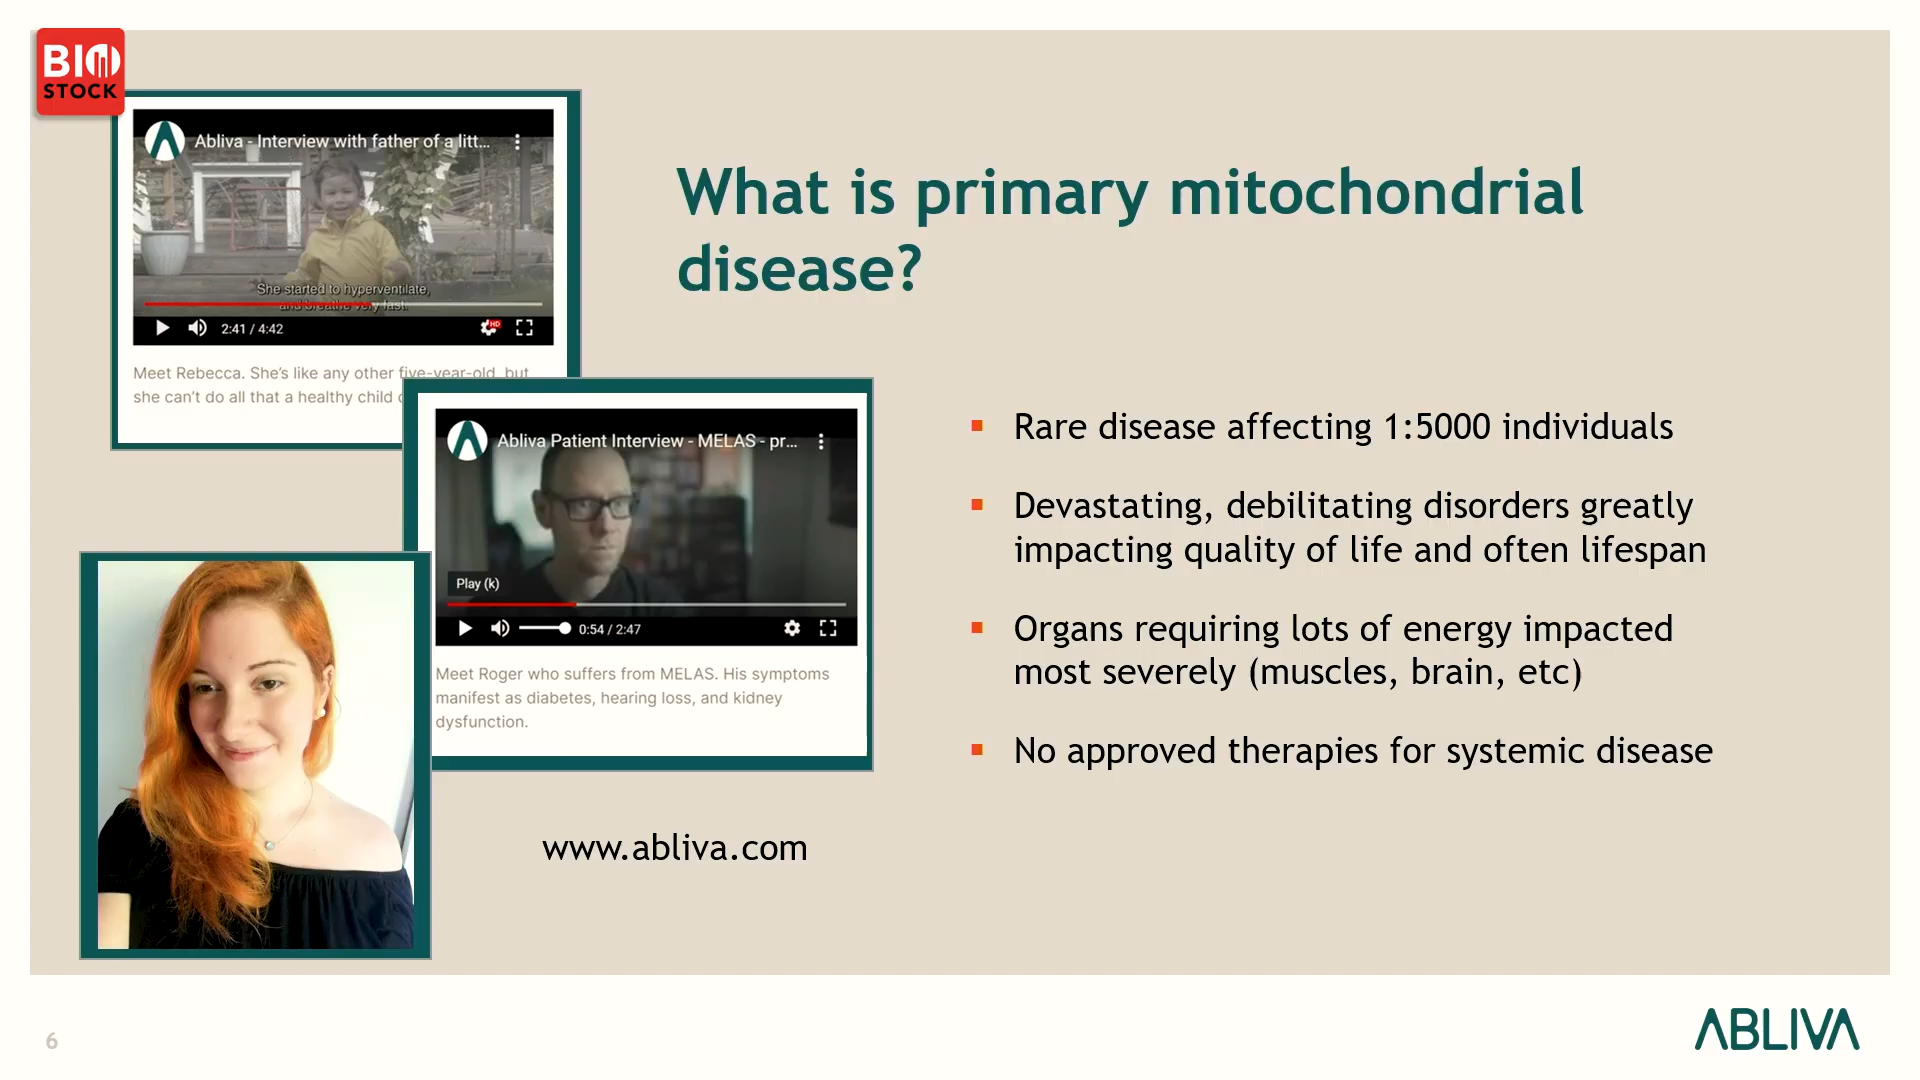 BIO
STOCK
Abliva - Interview with father of a litt...
She started to hyperventilate,
and breathe very fast.
2:41 / 4:42
HD
Meet Rebecca. She's like any other five-year-old, but
she can't do all that a healthy child
Abliva Patient Interview - MELAS - pr...
Play (k)
0:54 / 2:47
Meet Roger who suffers from MELAS. His symptoms
manifest as diabetes, hearing loss, and kidney
dysfunction.
www.abliva.com
What is primary mitochondrial
disease?
▪ Rare disease affecting 1:5000 individuals
▪ Devastating, debilitating disorders greatly
impacting quality of life and often lifespan
▪ Organs requiring lots of energy impacted
most severely (muscles, brain, etc)
▪ No approved therapies for systemic disease
6
ABLIVA